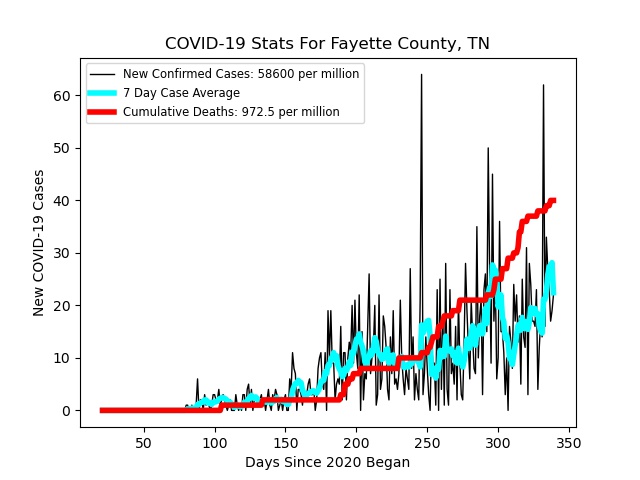 COVID-19 Stats For Fayette County, TN
New Confirmed Cases: 58600 per million
7 Day Case Average
Cumulative Deaths: 972.5 per million
New COVID-19 Cases
60
50
40
30
20
10
0
50 100 150 200 250 300 350
Days Since 2020 Began